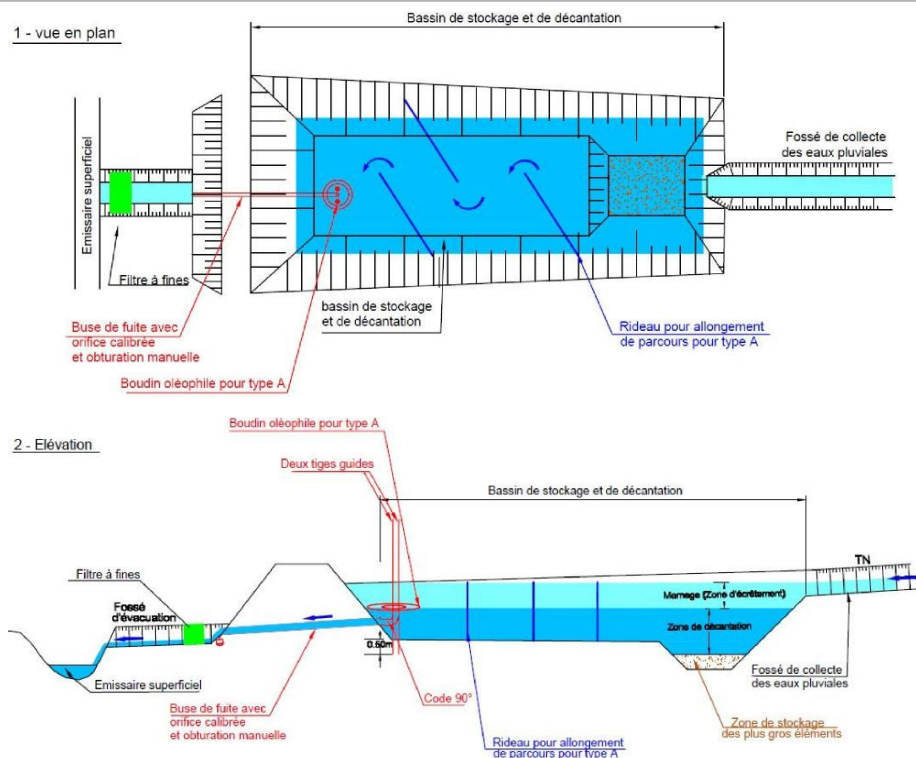 Bassin de stockage et de décantation
1 - vue en plan
Emissaire superficiel
Fossé de collecte
des eaux pluviales
Filtre à fines
bassin de stockage
et de décantation
Buse de fuite avec
orifice calibrée
et obturation manuelle
Rideau pour allongement
de parcours pour type A
Boudin oléophile pour type A
2 - Elévation
Boudin olèophile pour type A
Deux tiges guides
Bassin de stockage et de décantation
TN
Filtre à fines
Fossé
d'évacuation
Marnage (Zone d'écrêtement)
Zone de décantation
0.50m
Emissaire superficiel
Fossé de collecte
des eaux pluviales
Code 90°
Buse de fuite avec
orifice calibrée
et obturation manuelle
Zone de stockage
des plus gros éléments
Rideau pour allongement
de parcours pour type A